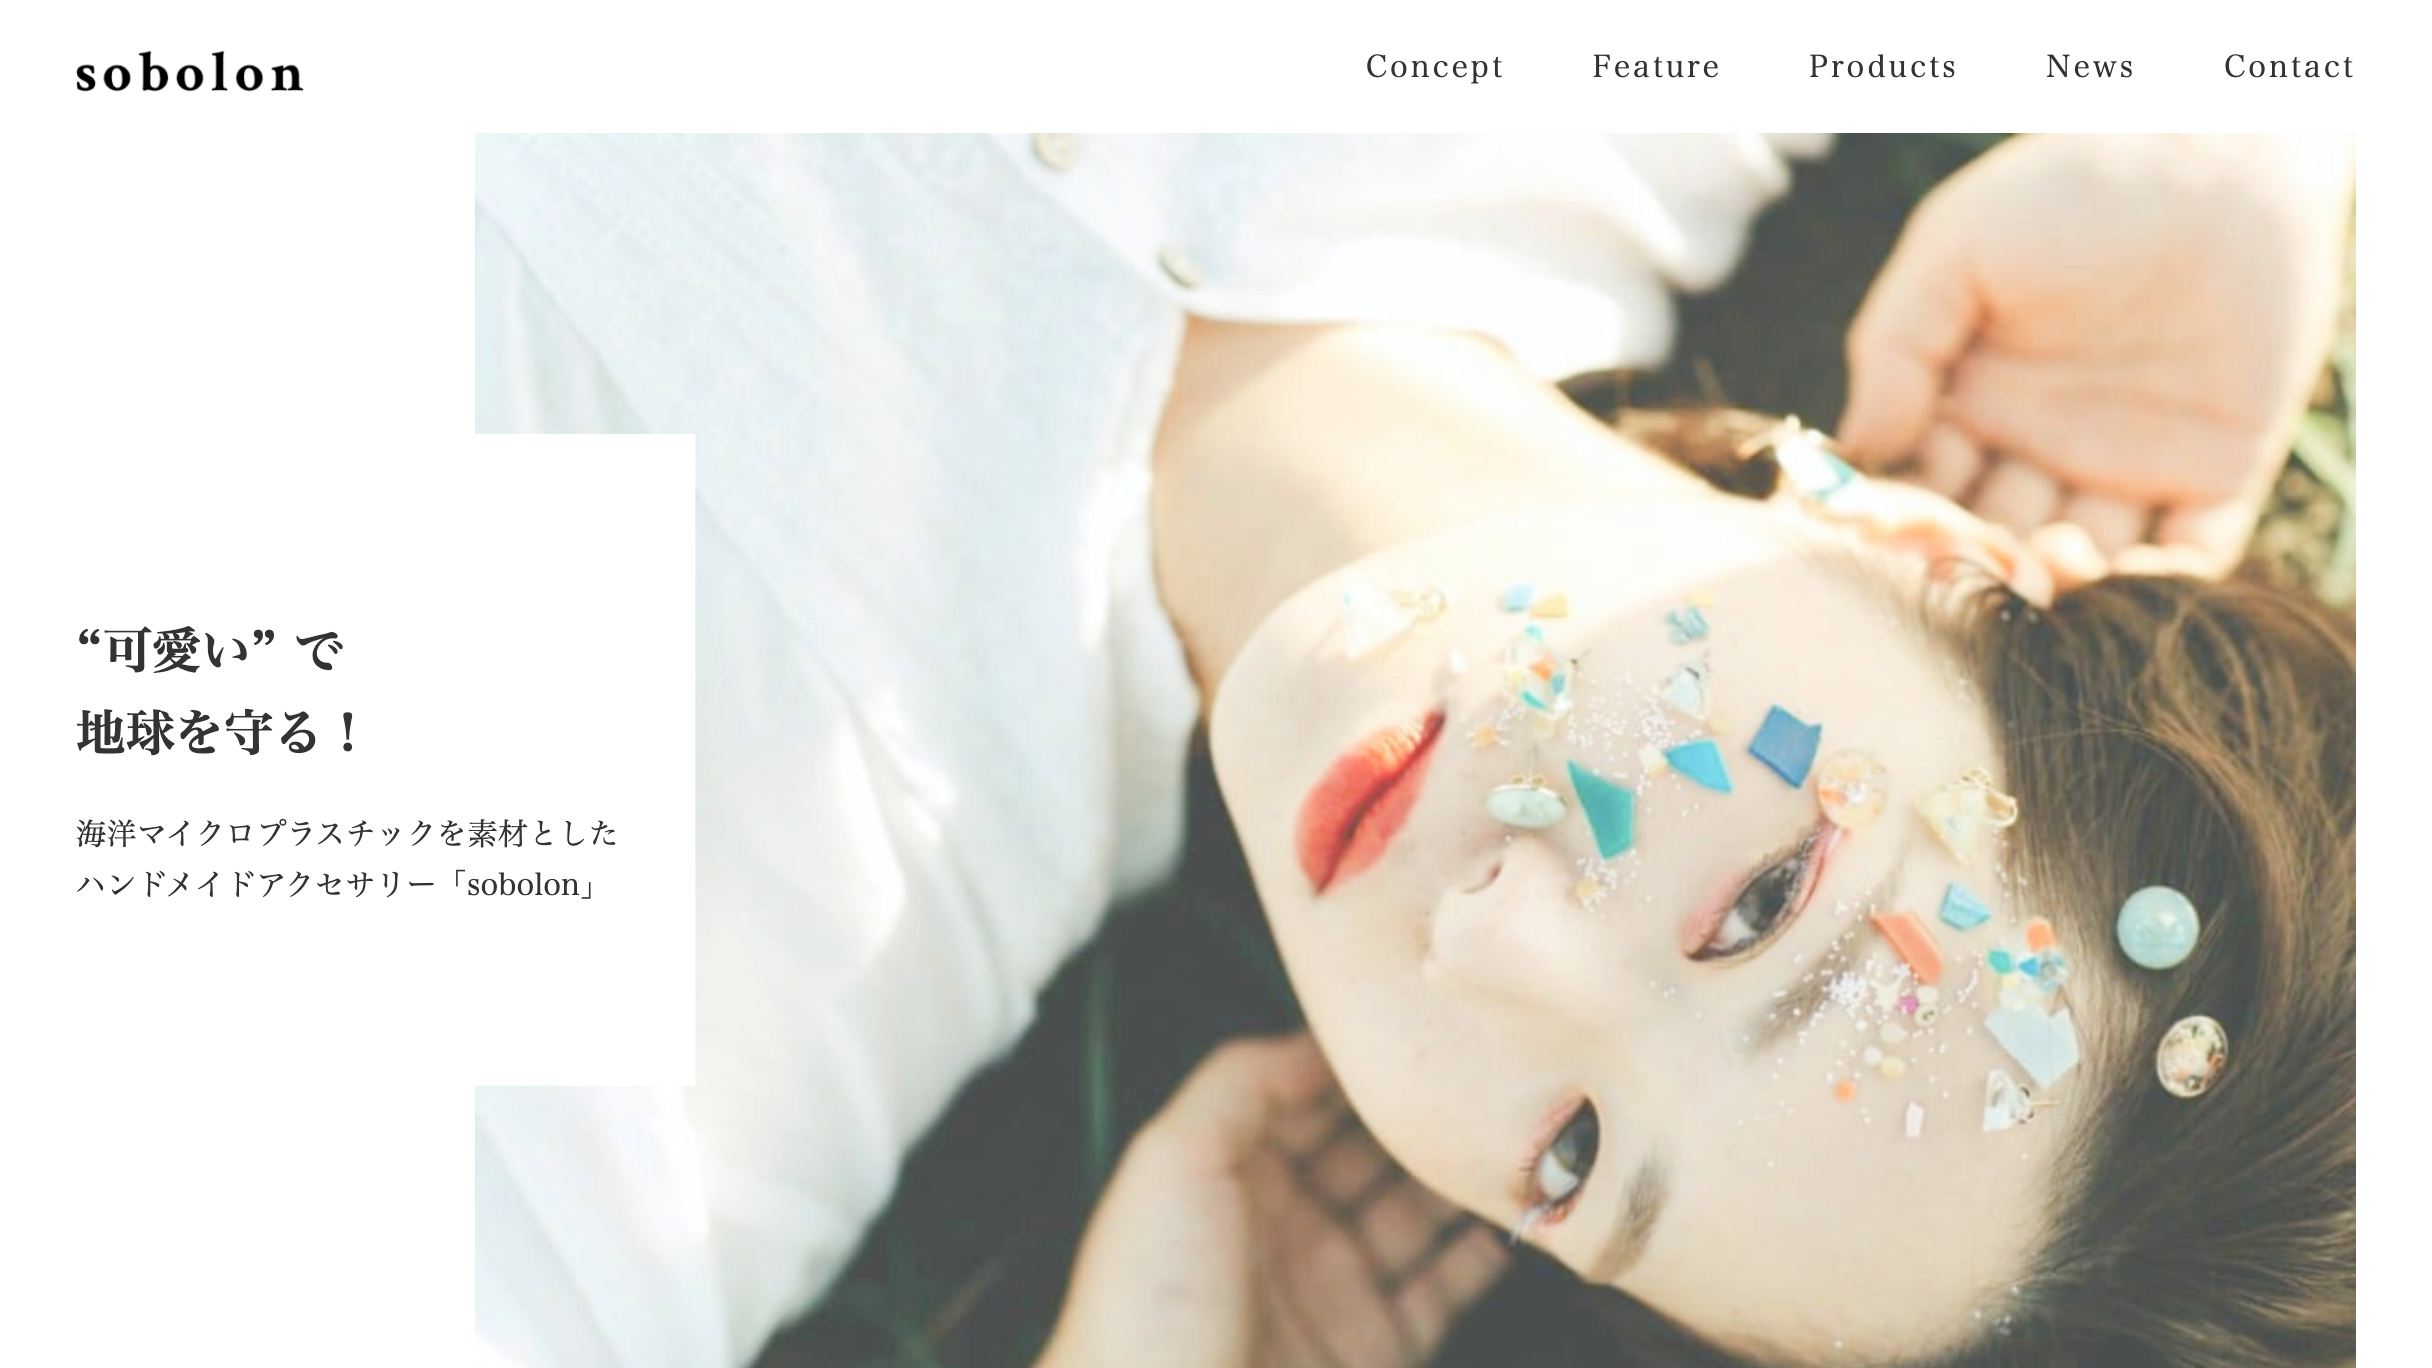 sobolon
Concept Feature Products News Contact
“可愛い” で
地球を守る！
海洋マイクロプラスチックを素材とした
ハンドメイドアクセサリー「sobolon」